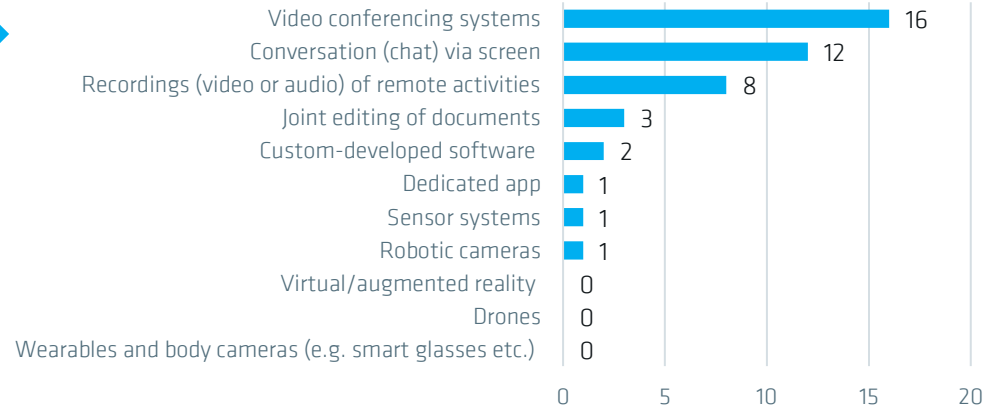 Video conferencing systems 16
Conversation (chat) via screen 12
Recordings (video or audio) of remote activities 8
Joint editing of documents 3
Custom-developed software 2
Dedicated app 1
Sensor systems 1
Robotic cameras 1
Virtual/augmented reality 0
Drones 0
Wearables and body cameras (e.g. smart glasses etc.) 0
0 5 10 15 20